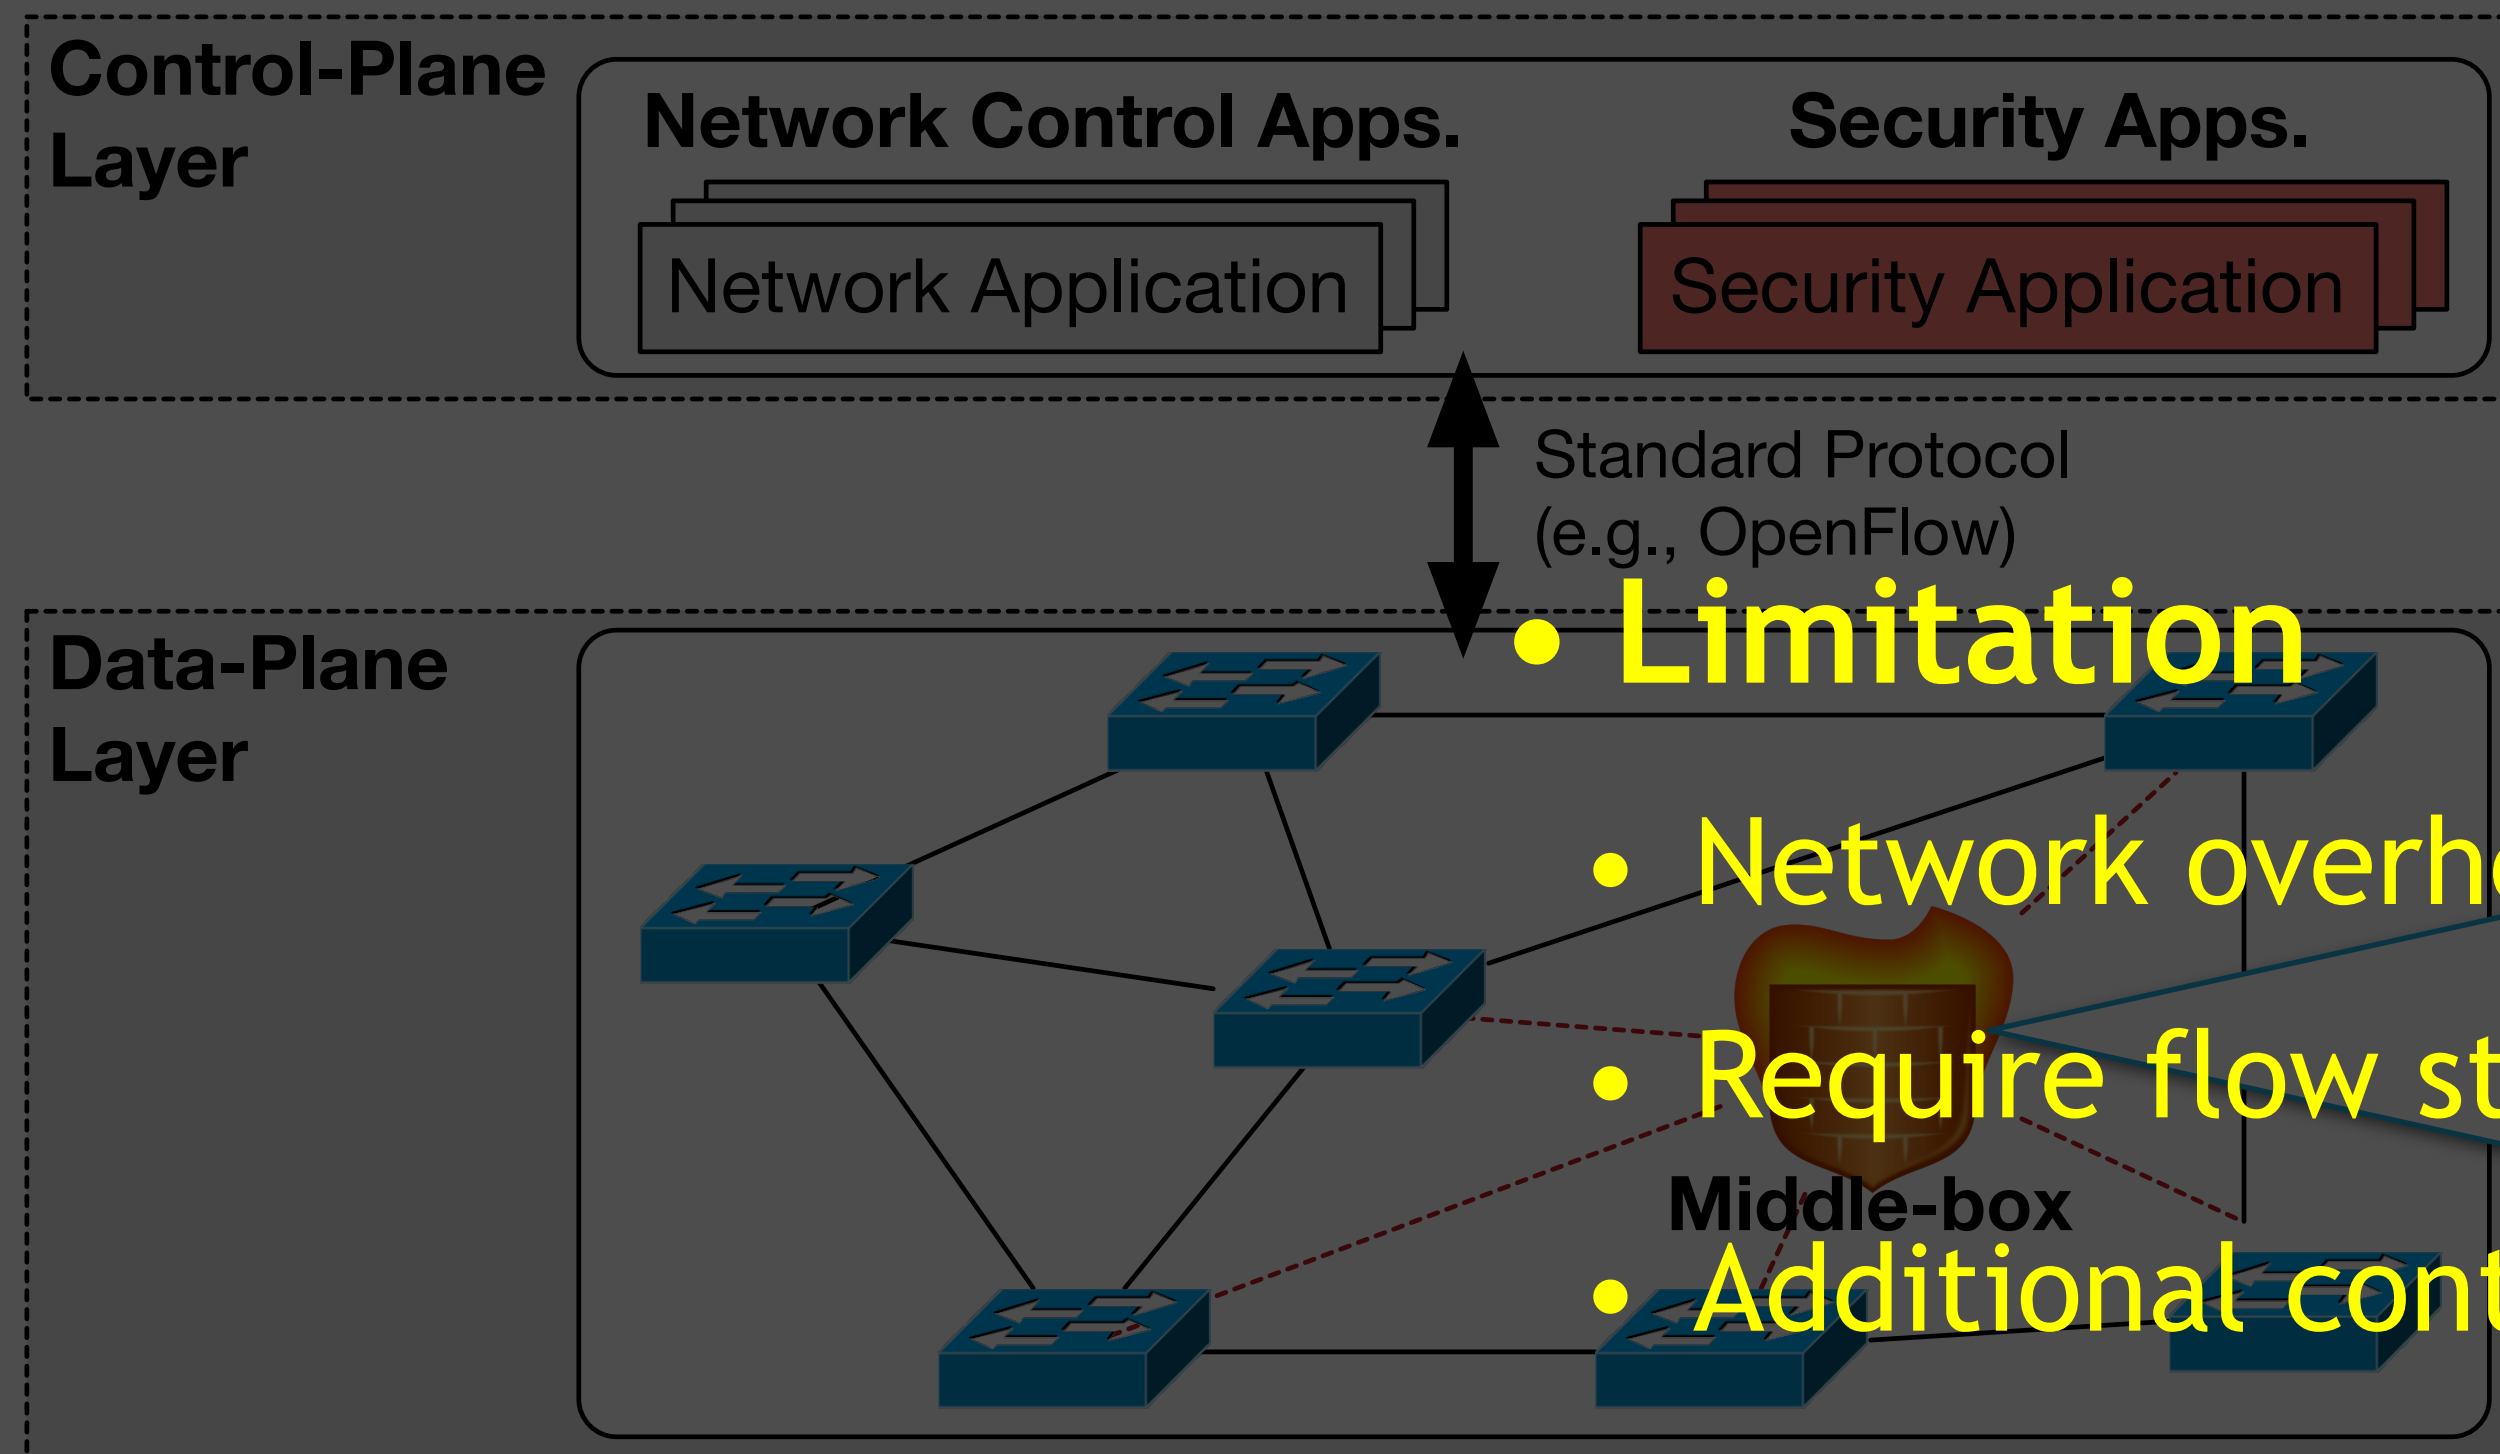 Control-Plane
Layer
Network Control Apps.
Security Apps.
Network Application
Security Application
Standard Protocol
(e.g., OpenFlow)
• Limitation
Data-Plane
Layer
• Network overh
• Require flow st
Middle-box
• Additional cont